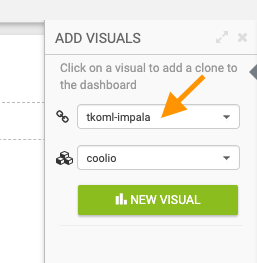 ADD VISUALS
Click on a visual to add a clone to
the dashboard
tkoml-impala
coolio
NEW VISUAL